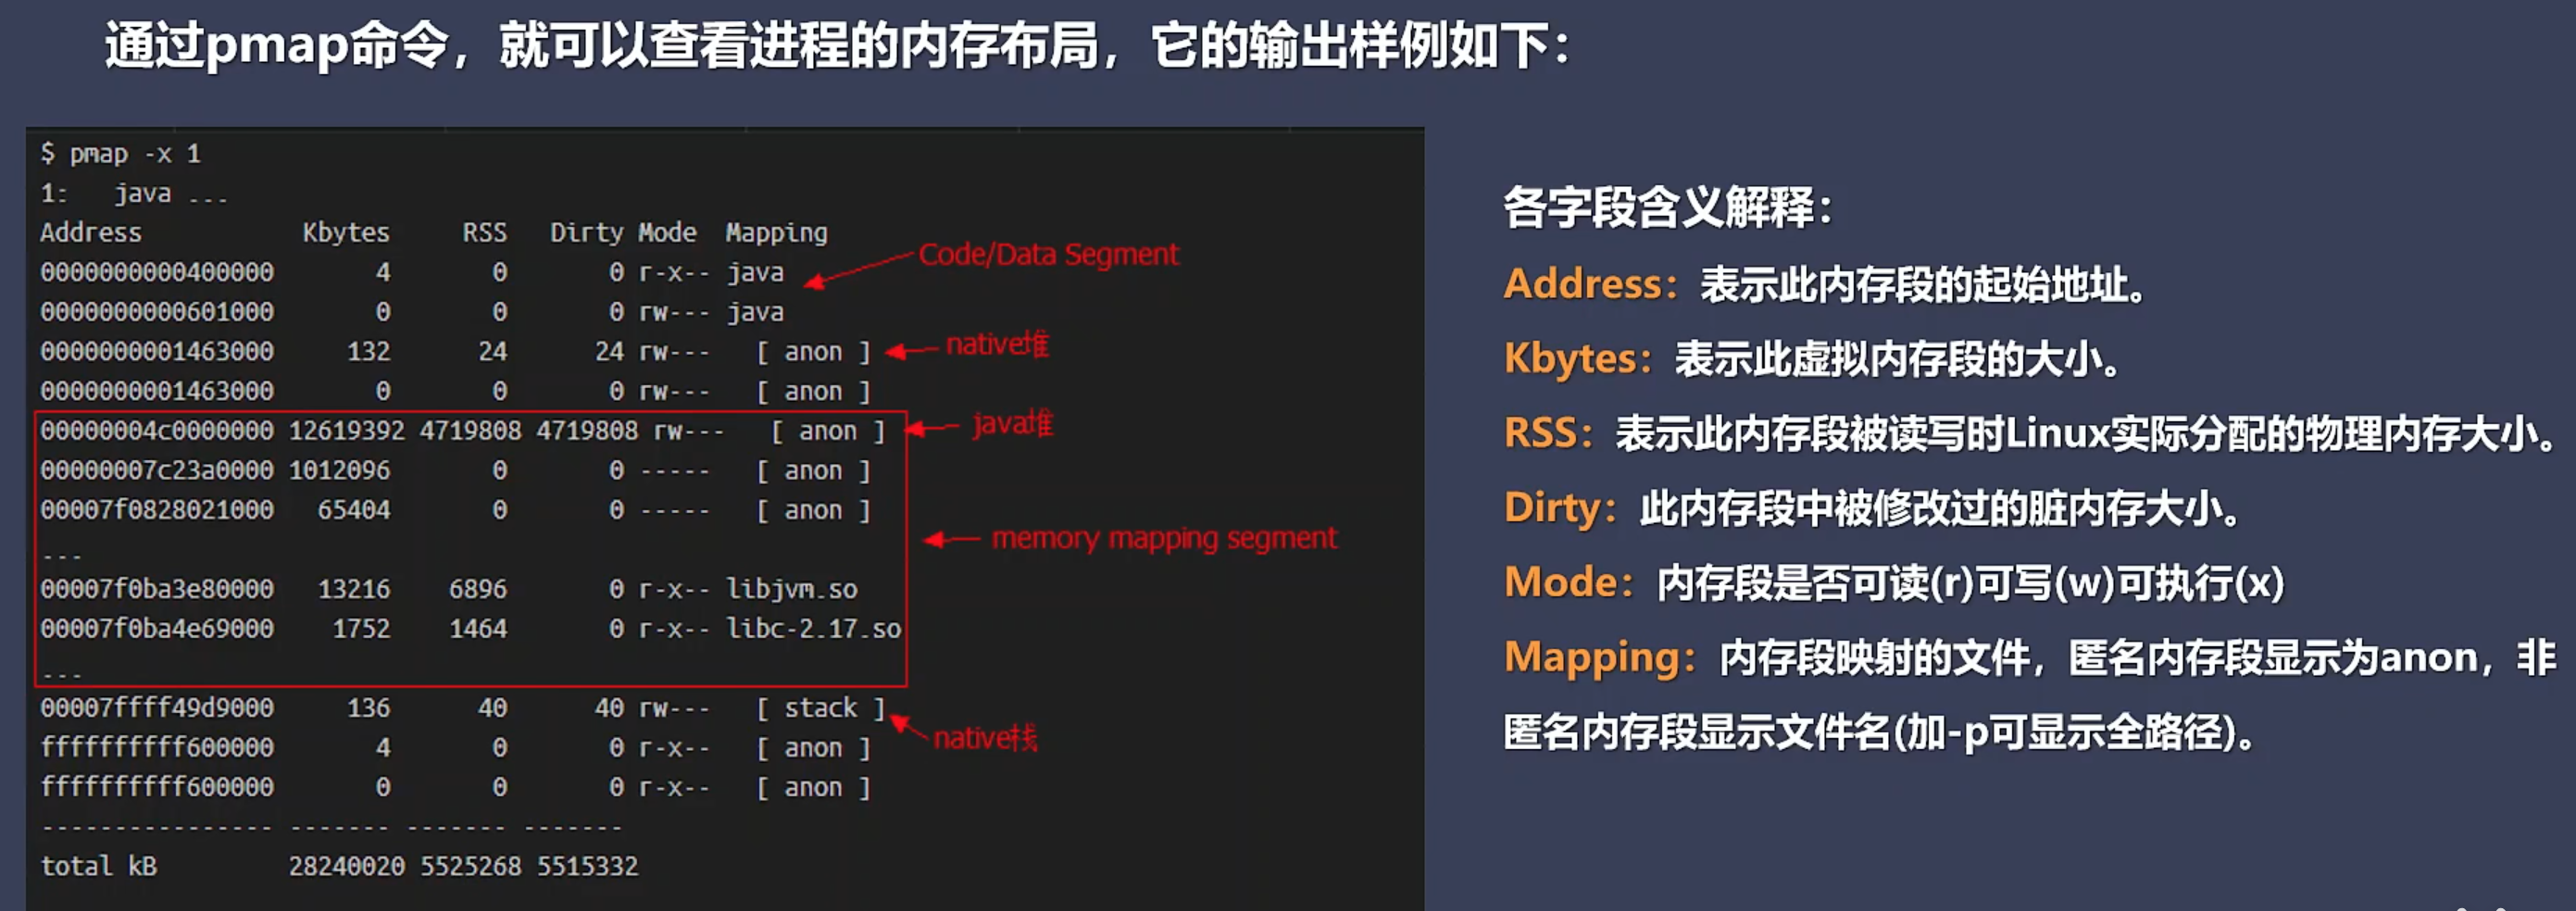 通过pmap命令，就可以查看进程的内存布局，它的输出样例如下：
$ pmap -x 1
1:   java ...
Address           Kbytes     RSS   Dirty Mode  Mapping
0000000000400000       4       0       0 r-x-- java
0000000000601000       0       0       0 rw--- java
0000000001463000     132      24      24 rw---   [ anon ]
0000000001463000       0       0       0 rw---   [ anon ]
00000004c0000000 12619392 4719808 4719808 rw---   [ anon ]
00000007c23a0000 1012096       0       0 -----   [ anon ]
00007f0828021000   65404       0       0 -----   [ anon ]
...
00007f0ba3e80000   13216    6896       0 r-x-- libjvm.so
00007f0ba4e69000    1752    1464       0 r-x-- libc-2.17.so
...
00007ffff49d9000     136      40      40 rw---   [ stack ]
ffffffffff600000       4       0       0 r-x--   [ anon ]
ffffffffff600000       0       0       0 r-x--   [ anon ]
---------------- ------- ------- -------
total kB         28240020 5525268 5515332
Code/Data Segment
native堆
java堆
memory mapping segment
native栈
各字段含义解释：
Address：表示此内存段的起始地址。
Kbytes：表示此虚拟内存段的大小。
RSS：表示此内存段被读写时Linux实际分配的物理内存大小。
Dirty：此内存段中被修改过的脏内存大小。
Mode：内存段是否可读(r)可写(w)可执行(x)
Mapping：内存段映射的文件，匿名内存段显示为anon，非
匿名内存段显示文件名(加-p可显示全路径)。